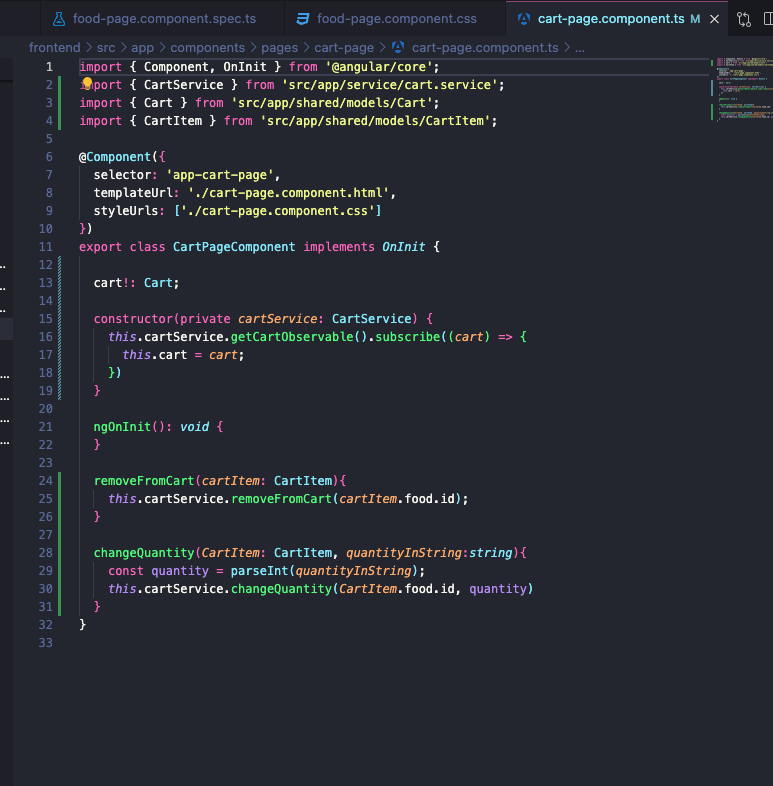 food-page.component.spec.ts
food-page.component.css
cart-page.component.ts M
frontend > src > app > components > pages > cart-page > cart-page.component.ts > ...
1 import { Component, OnInit } from '@angular/core';
2 import { CartService } from 'src/app/service/cart.service';
3 import { Cart } from 'src/app/shared/models/Cart';
4 import { CartItem } from 'src/app/shared/models/CartItem';
5
6 @Component({
7 selector: 'app-cart-page',
8 templateUrl: './cart-page.component.html',
9 styleUrls: ['./cart-page.component.css']
10 })
11 export class CartPageComponent implements OnInit {
12
13 cart!: Cart;
14
15 constructor(private cartService: CartService) {
16 this.cartService.getCartObservable().subscribe((cart) => {
17 this.cart = cart;
18 })
19 }
20
21 ngOnInit(): void {
22 }
23
24 removeFromCart(cartItem: CartItem){
25 this.cartService.removeFromCart(cartItem.food.id);
26 }
27
28 changeQuantity(CartItem: CartItem, quantityInString:string){
29 const quantity = parseInt(quantityInString);
30 this.cartService.changeQuantity(CartItem.food.id, quantity)
31 }
32 }
33